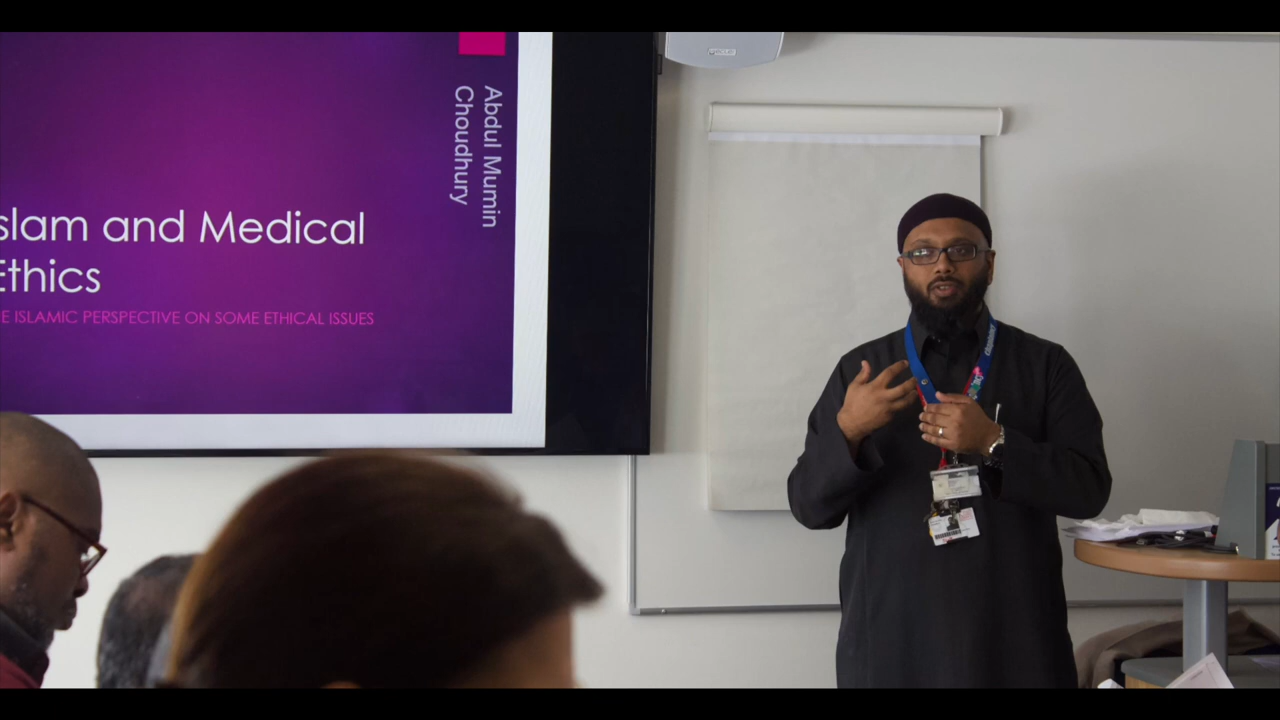 Abdul Mumin
Choudhury
slam and Medical
Ethics
E ISLAMIC PERSPECTIVE ON SOME ETHICAL ISSUES